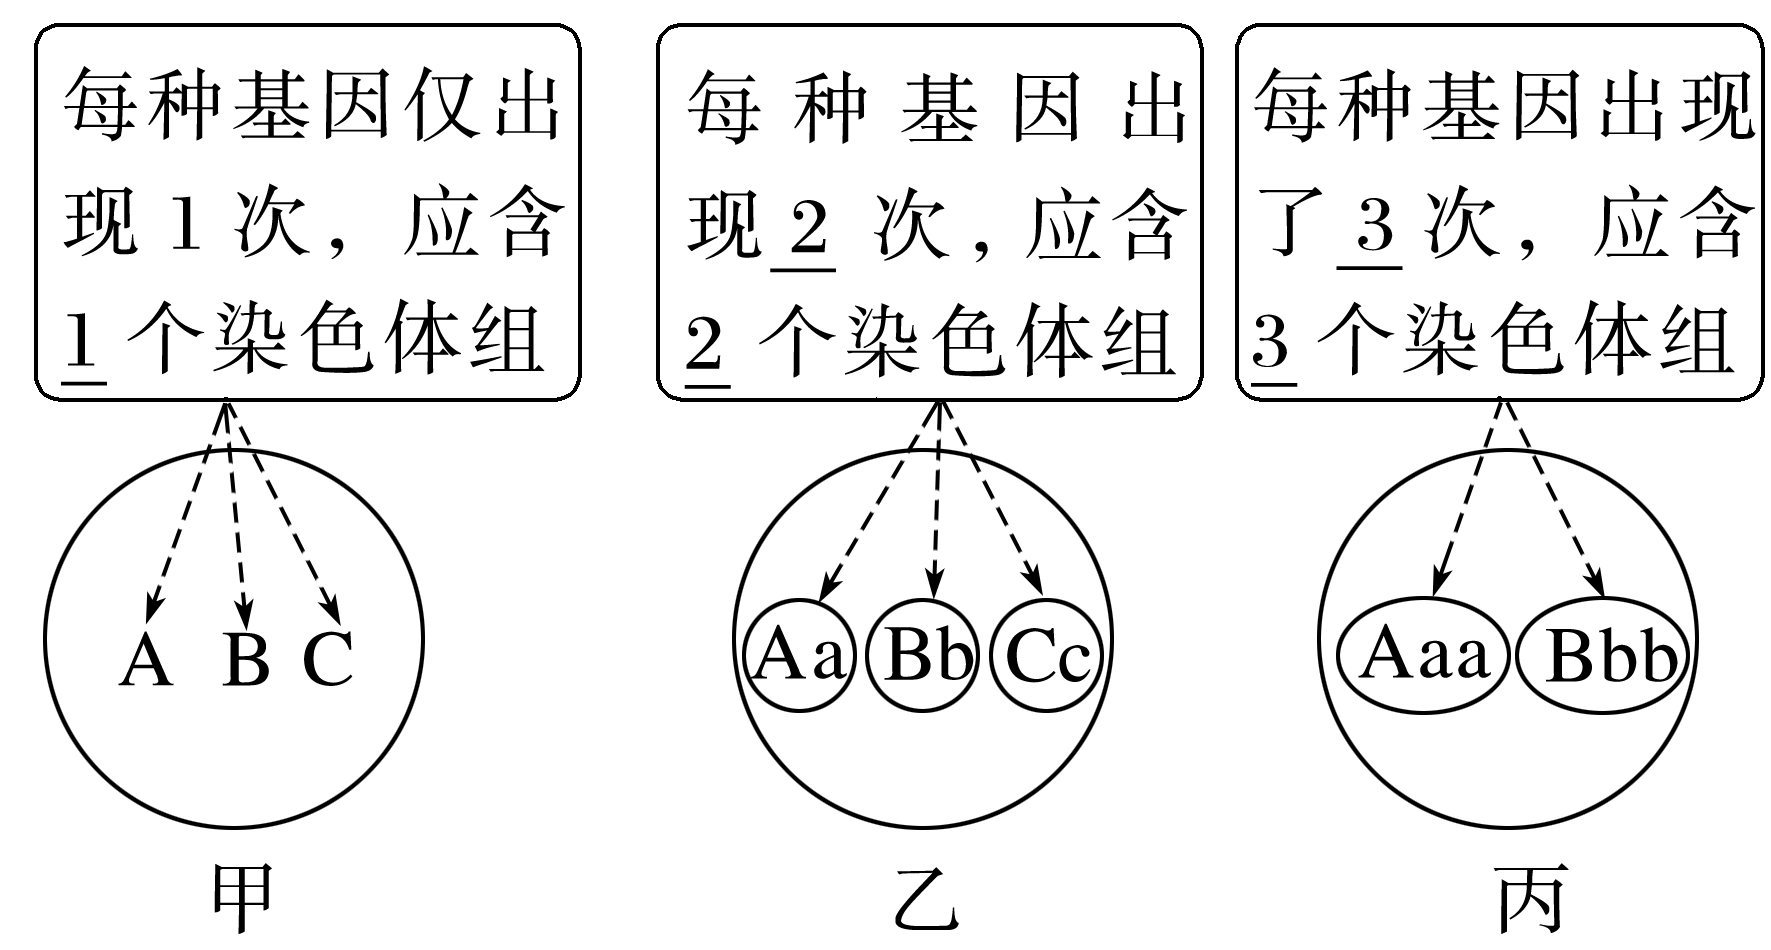 每种基因仅出
现1次，应含
1个染色体组
每种基因出
现2次，应含
2个染色体组
每种基因出现
了3次，应含
3个染色体组
A B C
Aa Bb Cc
Aaa Bbb
甲
乙
丙